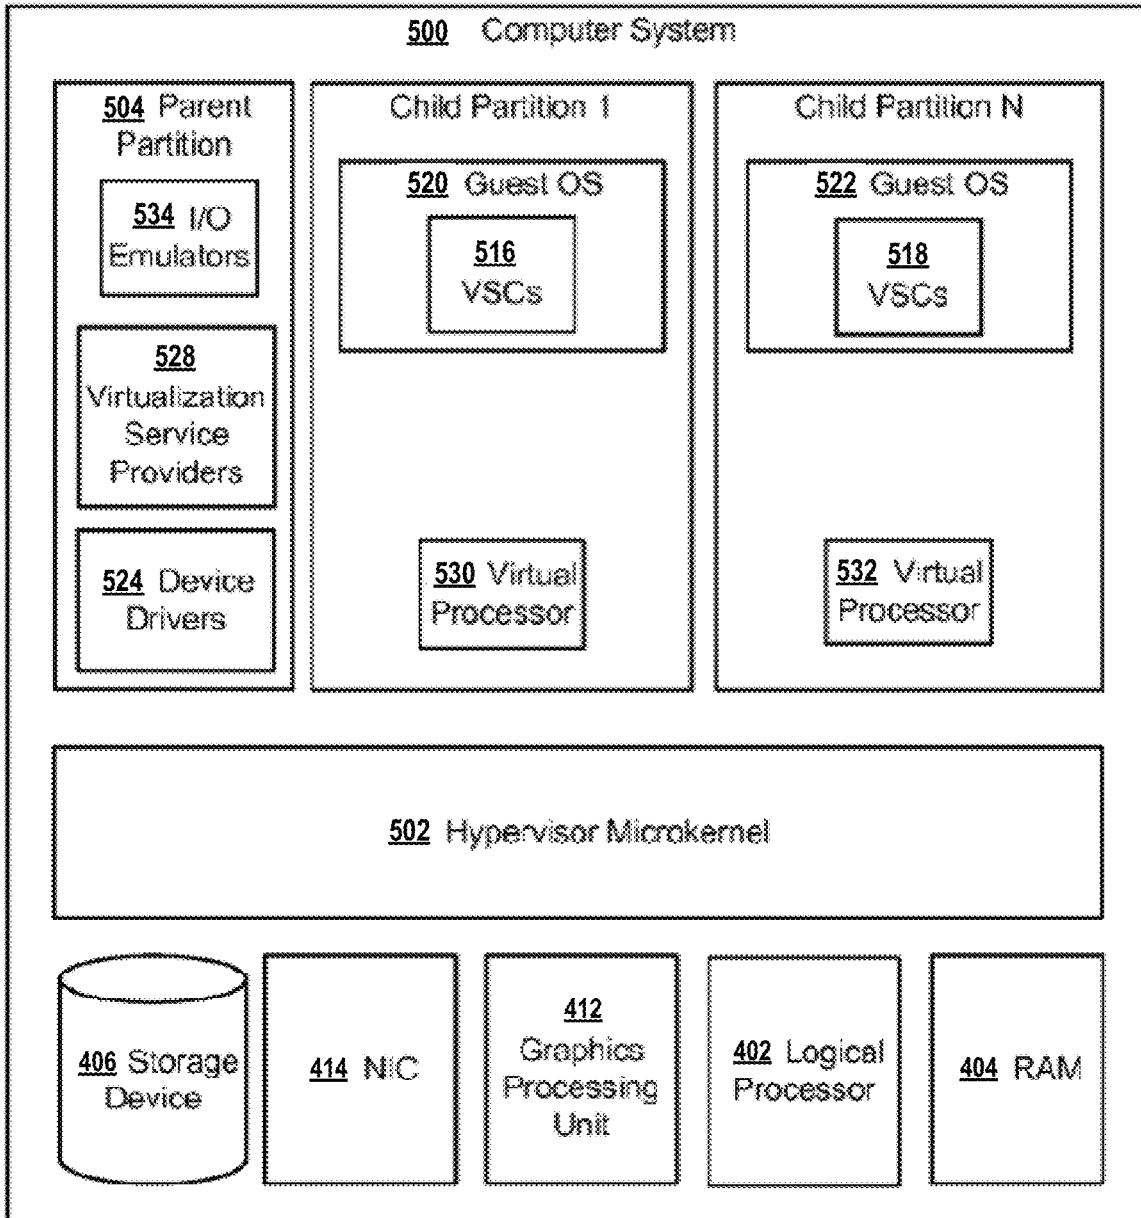 500 Computer System
504 Parent
Partition
534 I/O
Emulators
528
Virtualization
Service
Providers
524 Device
Drivers
Child Partition 1
520 Guest OS
516
VSCs
530 Virtual
Processor
Child Partition N
522 Guest OS
518
VSCs
532 Virtual
Processor
502 Hypervisor Microkernel
406 Storage
Device
414 NIC
412
Graphics
Processing
Unit
402 Logical
Processor
404 RAM